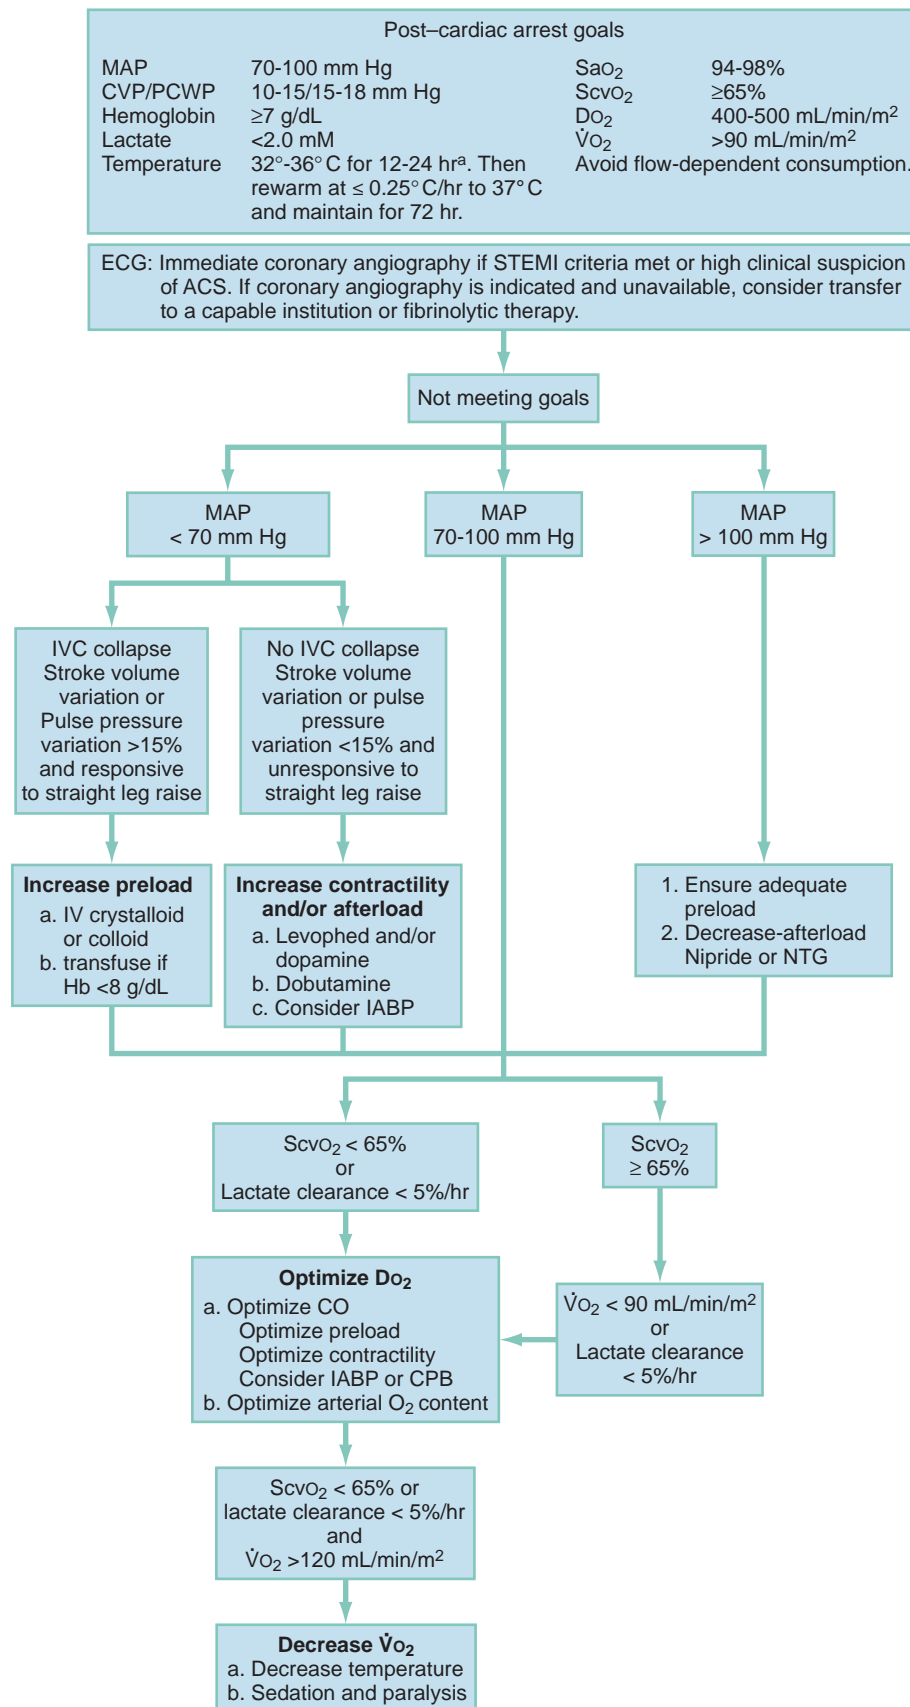 Post–cardiac arrest goals
MAP 70-100 mm Hg
CVP/PCWP 10-15/15-18 mm Hg
Hemoglobin ≥7 g/dL
Lactate <2.0 mM
Temperature 32°-36°C for 12-24 hrᵃ. Then
rewarm at ≤ 0.25°C/hr to 37°C
and maintain for 72 hr.
SaO₂ 94-98%
ScvO₂ ≥65%
DO₂ 400-500 mL/min/m²
V̇O₂ >90 mL/min/m²
Avoid flow-dependent consumption.
ECG: Immediate coronary angiography if STEMI criteria met or high clinical suspicion
of ACS. If coronary angiography is indicated and unavailable, consider transfer
to a capable institution or fibrinolytic therapy.
Not meeting goals
MAP
< 70 mm Hg
MAP
70-100 mm Hg
MAP
> 100 mm Hg
IVC collapse
Stroke volume
variation or
Pulse pressure
variation >15%
and responsive
to straight leg raise
No IVC collapse
Stroke volume
variation or pulse
pressure
variation <15% and
unresponsive to
straight leg raise
Increase preload
a. IV crystalloid
or colloid
b. transfuse if
Hb <8 g/dL
Increase contractility
and/or afterload
a. Levophed and/or
dopamine
b. Dobutamine
c. Consider IABP
1. Ensure adequate
preload
2. Decrease-afterload
Nipride or NTG
ScvO₂ < 65%
or
Lactate clearance < 5%/hr
ScvO₂
≥ 65%
Optimize DO₂
a. Optimize CO
Optimize preload
Optimize contractility
Consider IABP or CPB
b. Optimize arterial O₂ content
V̇O₂ < 90 mL/min/m²
or
Lactate clearance
< 5%/hr
ScvO₂ < 65% or
lactate clearance < 5%/hr
and
V̇O₂ >120 mL/min/m²
Decrease V̇O₂
a. Decrease temperature
b. Sedation and paralysis